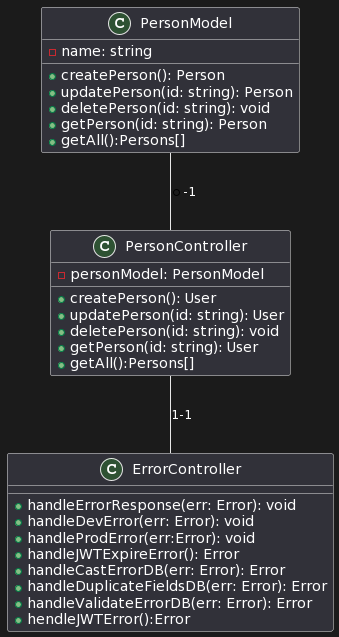 C PersonModel
name: string
createPerson(): Person
updatePerson(id: string): Person
deletePerson(id: string): void
getPerson(id: string): Person
getAll():Persons[]
o-1
C PersonController
personModel: PersonModel
createPerson(): User
updatePerson(id: string): User
deletePerson(id: string): void
getPerson(id: string): User
getAll():Persons[]
1-1
C ErrorController
handleErrorResponse(err: Error): void
handleDevError(err: Error): void
handleProdError(err:Error): void
handleJWTExpireError(): Error
handleCastErrorDB(err: Error): Error
handleDuplicateFieldsDB(err: Error): Error
handleValidateErrorDB(err: Error): Error
hendleJWTError():Error